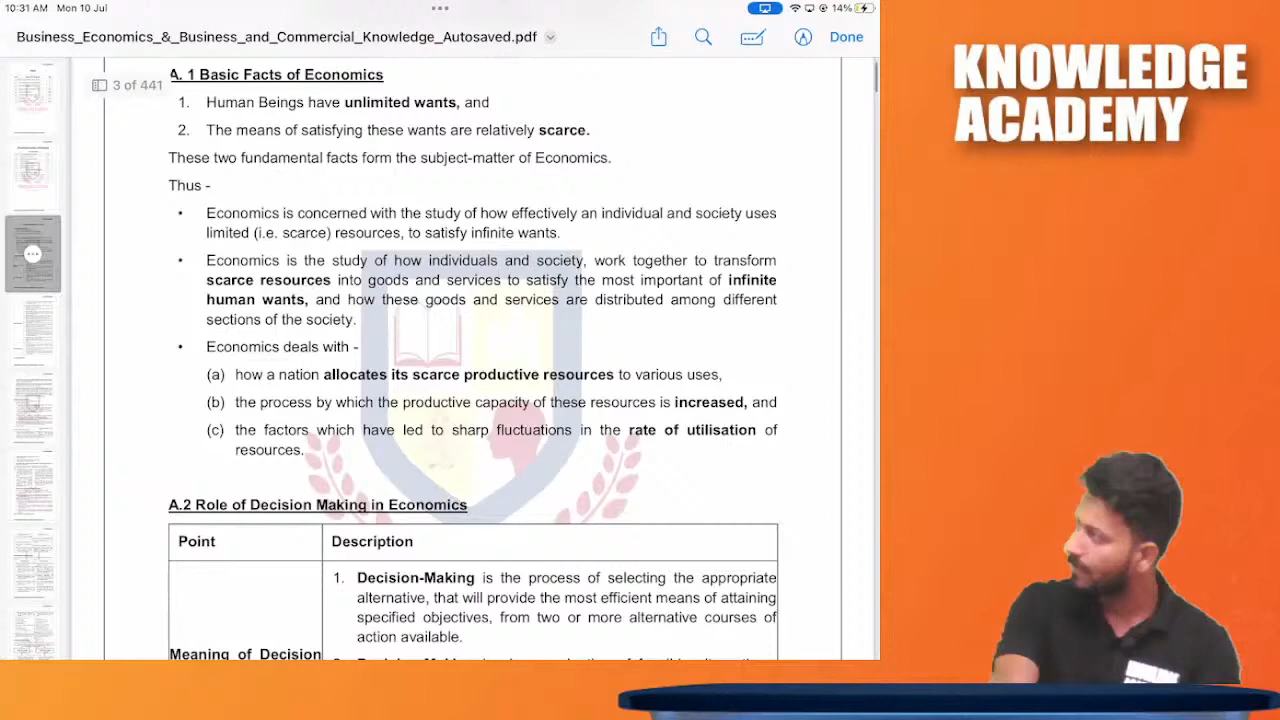 10:31 AM Mon 10 Jul
14%
Business_Economics_&_Business_and_Commercial_Knowledge_Autosaved.pdf
Done
3 of 441
KNOWLEDGE
ACADEMY
A. 1 Basic Facts of Economics
1. Human Beings have unlimited wants, and
2. The means of satisfying these wants are relatively scarce.
two fundamental facts form the subject matter of Economics.
Thus -
• Economics is concerned with the study of how effectively an individual and society uses
limited (i.e. scarce) resources, to satisfy infinite wants.
• Economics is the study of how individuals and society, work together to transform
resources into goods and services to satisfy the most important of infinite
human wants, and how these goods and services are distributed among different
sections of the society.
• Economics deals with -
how a nation allocates its scarce productive resources to various uses,
the process by which the productive capacity of these resources is increased, and
the factors which led to fluctuations in the rate of utilisation of
resources.
of Decision Making in Economics
Point
Description
1. Decision-Making is the process of selecting the appropriate
alternative, that will provide the most efficient means of attaining
a specified objective, from two or more alternative courses of
action available.
Meaning of Decision